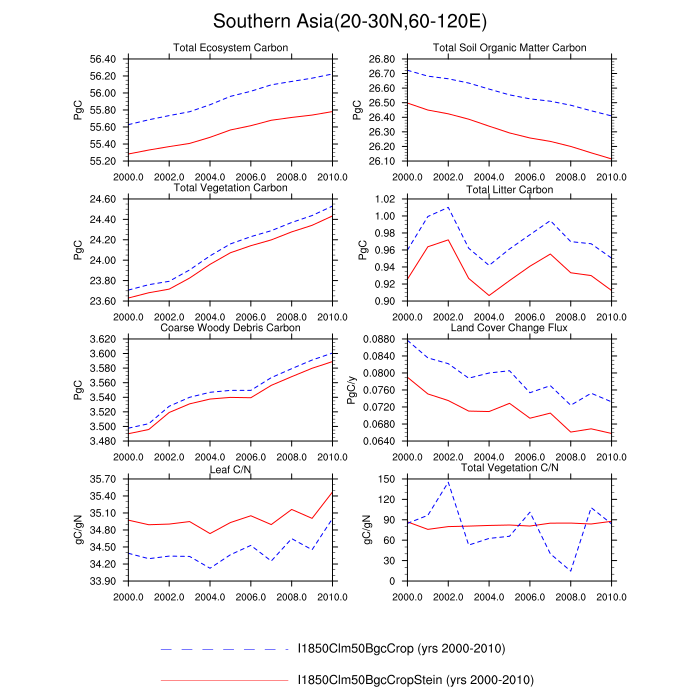 Southern Asia(20-30N,60-120E)
Total Ecosystem Carbon
PgC
56.40
56.20
56.00
55.80
55.60
55.40
55.20
2000.0 2002.0 2004.0 2006.0 2008.0 2010.0
Total Soil Organic Matter Carbon
PgC
26.80
26.70
26.60
26.50
26.40
26.30
26.20
26.10
2000.0 2002.0 2004.0 2006.0 2008.0 2010.0
Total Vegetation Carbon
PgC
24.60
24.40
24.20
24.00
23.80
23.60
2000.0 2002.0 2004.0 2006.0 2008.0 2010.0
Total Litter Carbon
PgC
1.02
1.00
0.98
0.96
0.94
0.92
0.90
2000.0 2002.0 2004.0 2006.0 2008.0 2010.0
Coarse Woody Debris Carbon
PgC
3.620
3.600
3.580
3.560
3.540
3.520
3.500
3.480
2000.0 2002.0 2004.0 2006.0 2008.0 2010.0
Land Cover Change Flux
PgC/y
0.0880
0.0840
0.0800
0.0760
0.0720
0.0680
0.0640
2000.0 2002.0 2004.0 2006.0 2008.0 2010.0
Leaf C/N
gC/gN
35.70
35.40
35.10
34.80
34.50
34.20
33.90
2000.0 2002.0 2004.0 2006.0 2008.0 2010.0
Total Vegetation C/N
gC/gN
150
120
90
60
30
0
2000.0 2002.0 2004.0 2006.0 2008.0 2010.0
I1850Clm50BgcCrop (yrs 2000-2010)
I1850Clm50BgcCropStein (yrs 2000-2010)